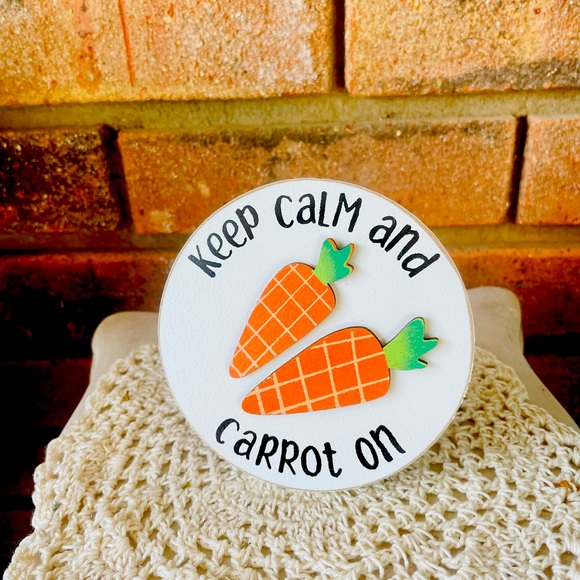 Keep Calm and
Carrot on